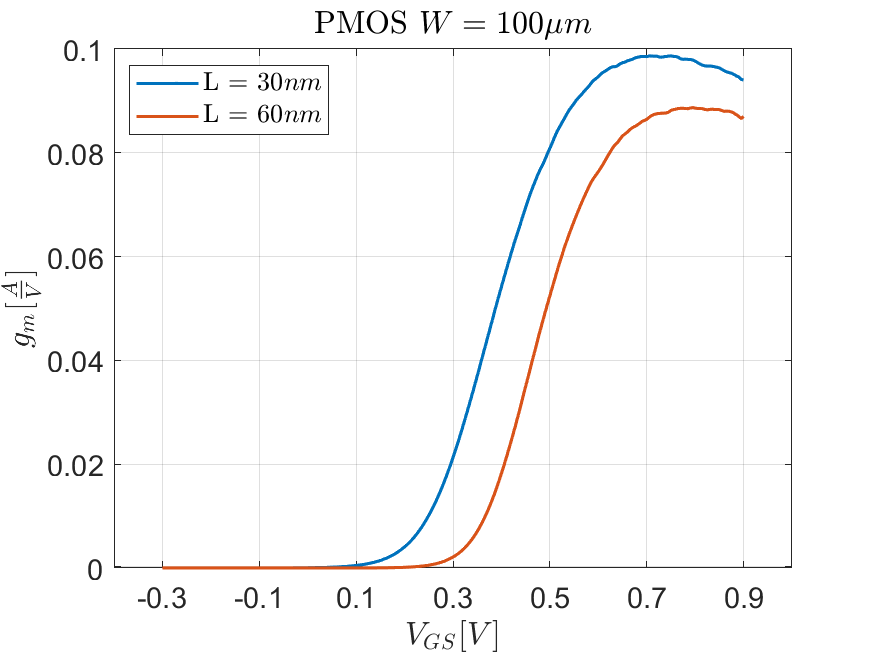 PMOS W = 100μm
L = 30nm
L = 60nm
0.1
0.08
0.06
0.04
0.02
0
g_m[A/V]
-0.3 -0.1 0.1 0.3 0.5 0.7 0.9
V_GS[V]